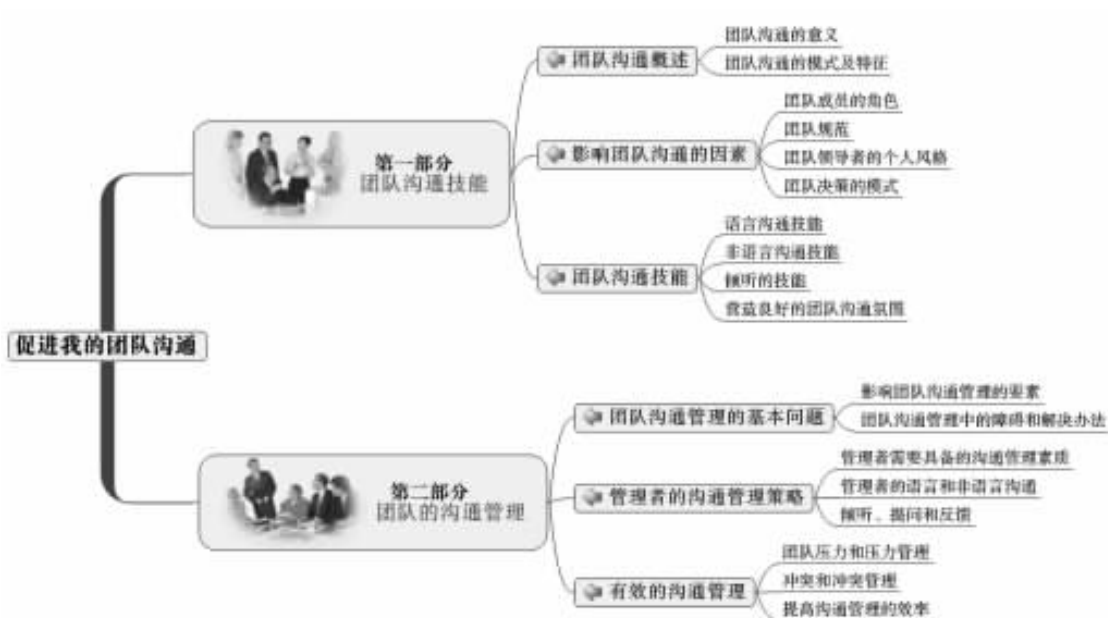 促进我的团队沟通
第一部分
团队沟通技能
团队沟通概述
团队沟通的意义
团队沟通的模式及特征
影响团队沟通的因素
团队成员的角色
团队规范
团队领导者的个人风格
团队决策的模式
团队沟通技能
语言沟通技能
非语言沟通技能
倾听的技能
营造良好的团队沟通氛围
第二部分
团队的沟通管理
团队沟通管理的基本问题
影响团队沟通管理的要素
团队沟通管理中的障碍和解决办法
管理者的沟通管理策略
管理者需要具备的沟通管理素质
管理者的语言和非语言沟通
倾听、提问和反馈
有效的沟通管理
团队压力和压力管理
冲突和冲突管理
提高沟通管理的效率